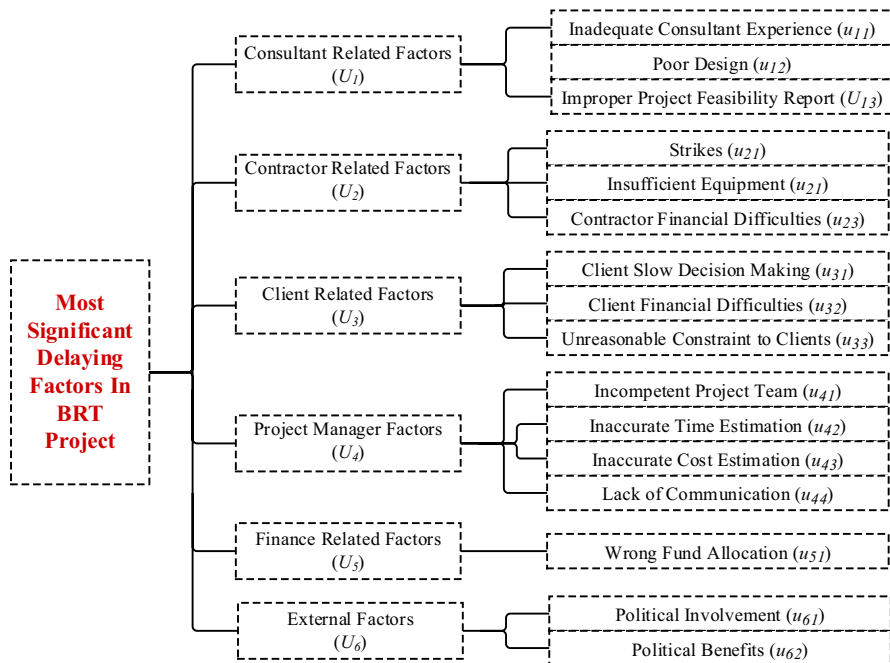 Most
Significant
Delaying
Factors In
BRT
Project
Consultant Related Factors
(U1)
Inadequate Consultant Experience (u11)
Poor Design (u12)
Improper Project Feasibility Report (U13)
Contractor Related Factors
(U2)
Strikes (u21)
Insufficient Equipment (u21)
Contractor Financial Difficulties (u23)
Client Related Factors
(U3)
Client Slow Decision Making (u31)
Client Financial Difficulties (u32)
Unreasonable Constraint to Clients (u33)
Project Manager Factors
(U4)
Incompetent Project Team (u41)
Inaccurate Time Estimation (u42)
Inaccurate Cost Estimation (u43)
Lack of Communication (u44)
Finance Related Factors
(U5)
Wrong Fund Allocation (u51)
External Factors
(U6)
Political Involvement (u61)
Political Benefits (u62)